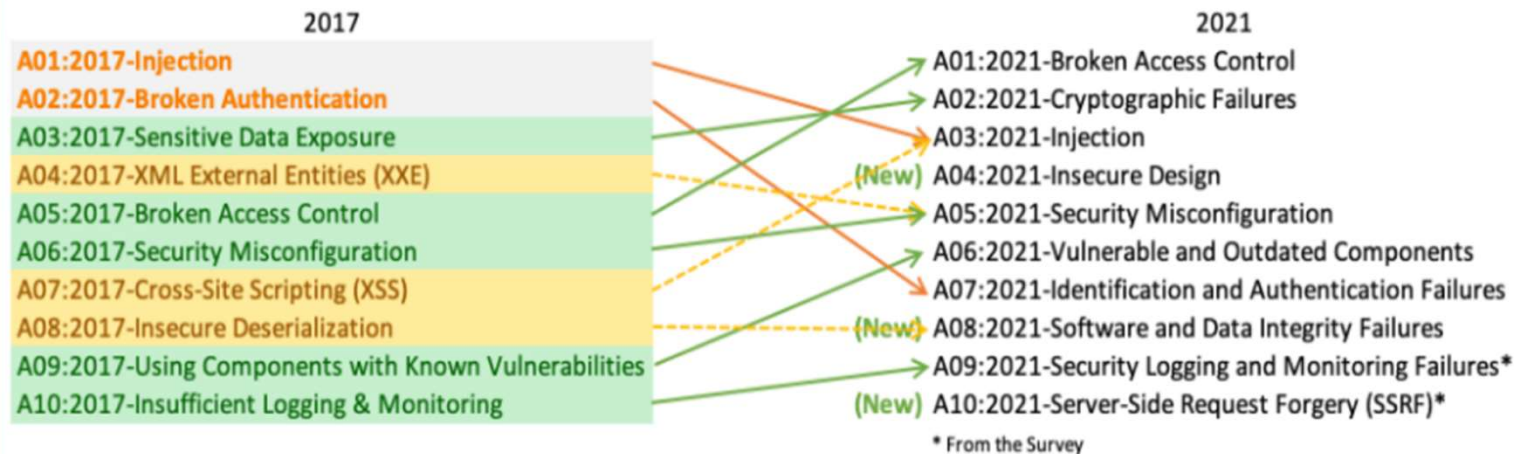 2017
2021
A01:2017-Injection
A02:2017-Broken Authentication
A03:2017-Sensitive Data Exposure
A04:2017-XML External Entities (XXE)
A05:2017-Broken Access Control
A06:2017-Security Misconfiguration
A07:2017-Cross-Site Scripting (XSS)
A08:2017-Insecure Deserialization
A09:2017-Using Components with Known Vulnerabilities
A10:2017-Insufficient Logging & Monitoring
A01:2021-Broken Access Control
A02:2021-Cryptographic Failures
A03:2021-Injection
(New) A04:2021-Insecure Design
A05:2021-Security Misconfiguration
A06:2021-Vulnerable and Outdated Components
A07:2021-Identification and Authentication Failures
(New) A08:2021-Software and Data Integrity Failures
A09:2021-Security Logging and Monitoring Failures*
(New) A10:2021-Server-Side Request Forgery (SSRF)*
* From the Survey